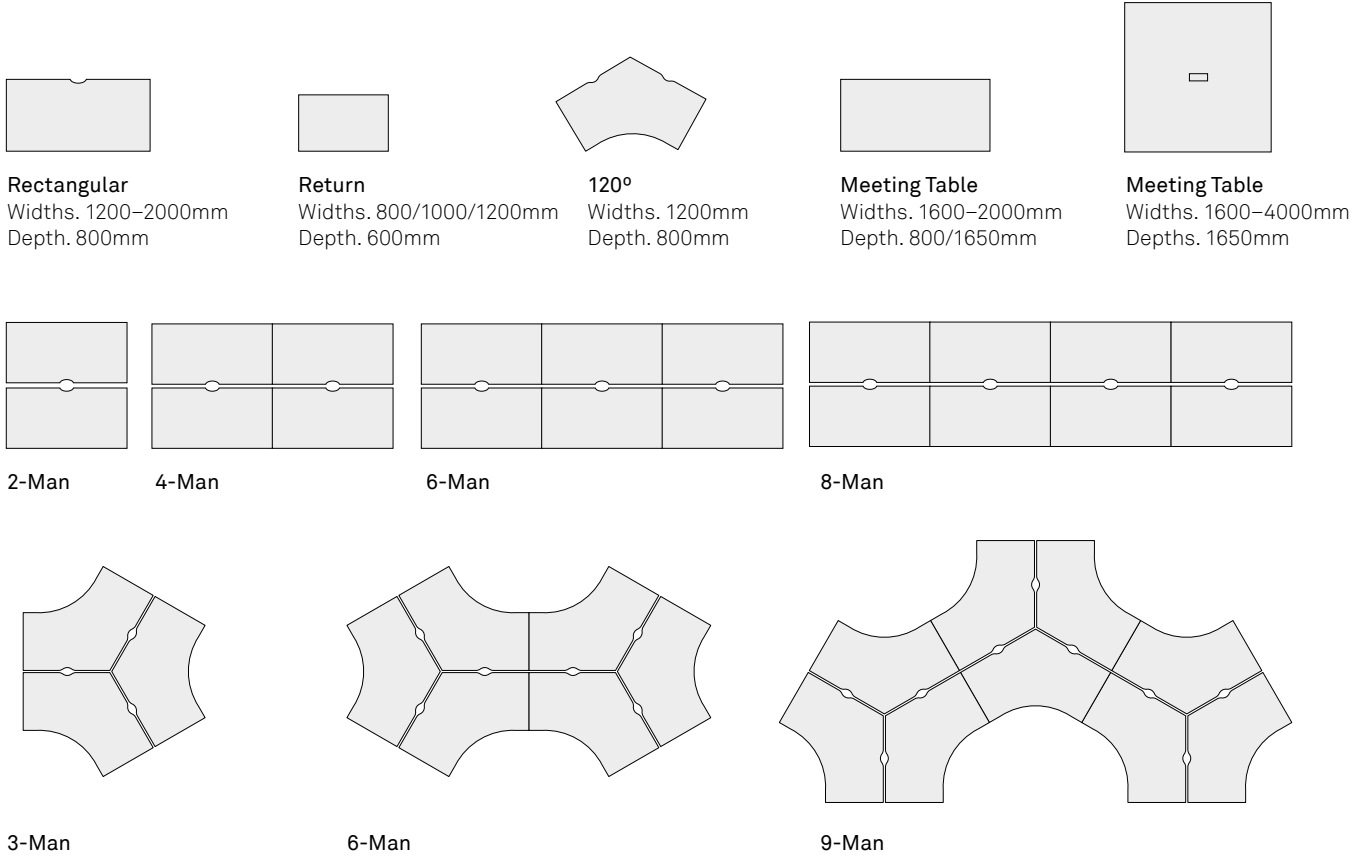 Rectangular
Widths. 1200–2000mm
Depth. 800mm
Return
Widths. 800/1000/1200mm
Depth. 600mm
120º
Widths. 1200mm
Depth. 800mm
Meeting Table
Widths. 1600–2000mm
Depth. 800/1650mm
Meeting Table
Widths. 1600–4000mm
Depths. 1650mm
2-Man
4-Man
6-Man
8-Man
3-Man
6-Man
9-Man